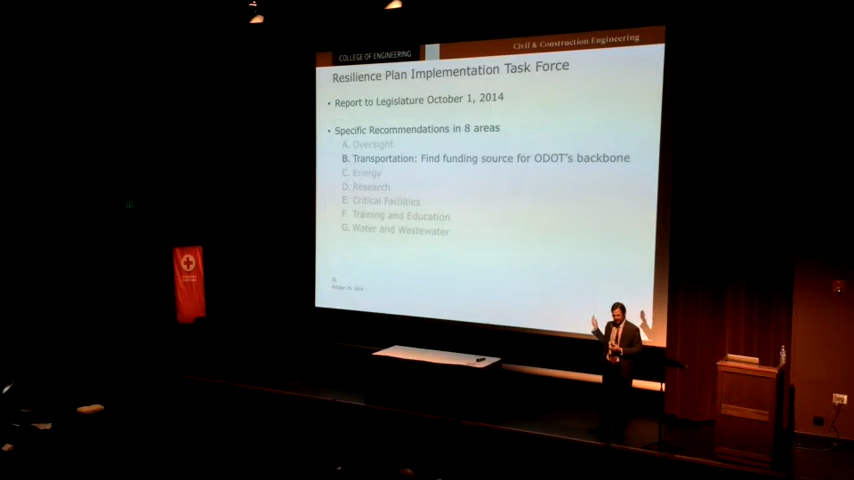 COLLEGE OF ENGINEERING
Civil & Construction Engineering
Resilience Plan Implementation Task Force
• Report to Legislature October 1, 2014
• Specific Recommendations in 8 areas
A. Oversight
B. Transportation: Find funding source for ODOT's backbone
C. Energy
D. Research
E. Critical Facilities
F. Training and Education
G. Water and Wastewater